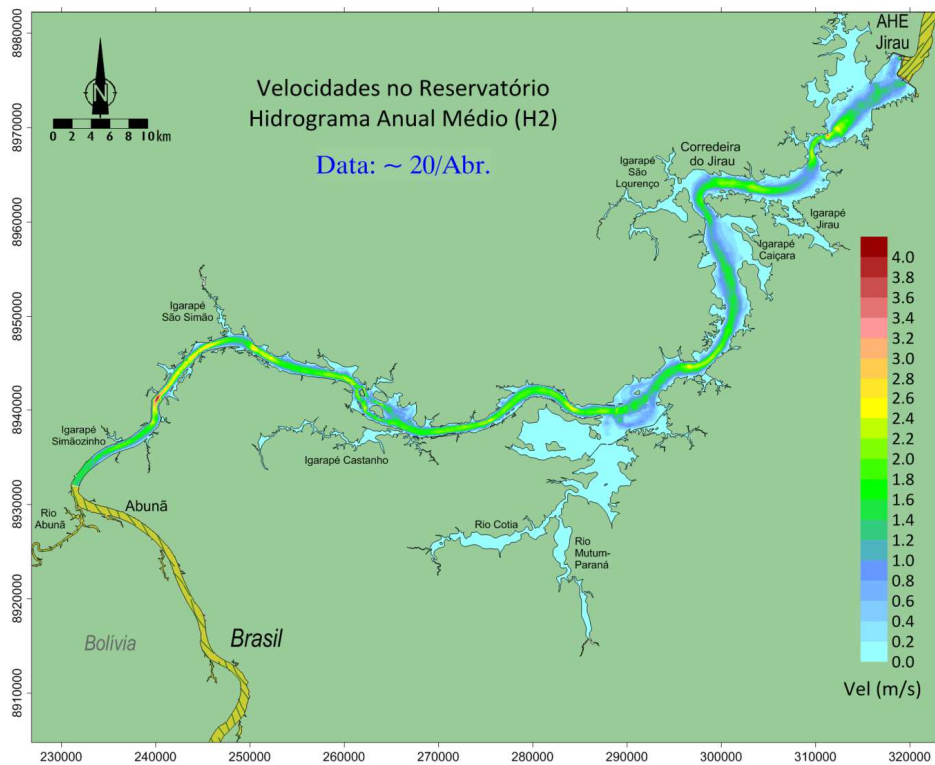 AHE
Jirau
Velocidades no Reservatório
Hidrograma Anual Médio (H2)
Data: ~ 20/Abr.
N
0 2 4 6 8 10 km
Corredeira
do Jirau
Igarapé
São
Lourenço
Igarapé
Jirau
Igarapé
Caiçara
Igarapé
São Simão
Igarapé
Simãozinho
Igarapé Castanho
Rio
Abunã
Abunã
Rio Cotia
Rio
Mutum-
Paraná
Bolívia
Brasil
4.0
3.8
3.6
3.4
3.2
3.0
2.8
2.6
2.4
2.2
2.0
1.8
1.6
1.4
1.2
1.0
0.8
0.6
0.4
0.2
0.0
Vel (m/s)
8980000
8970000
8960000
8950000
8940000
8930000
8920000
8910000
230000 240000 250000 260000 270000 280000 290000 300000 310000 320000